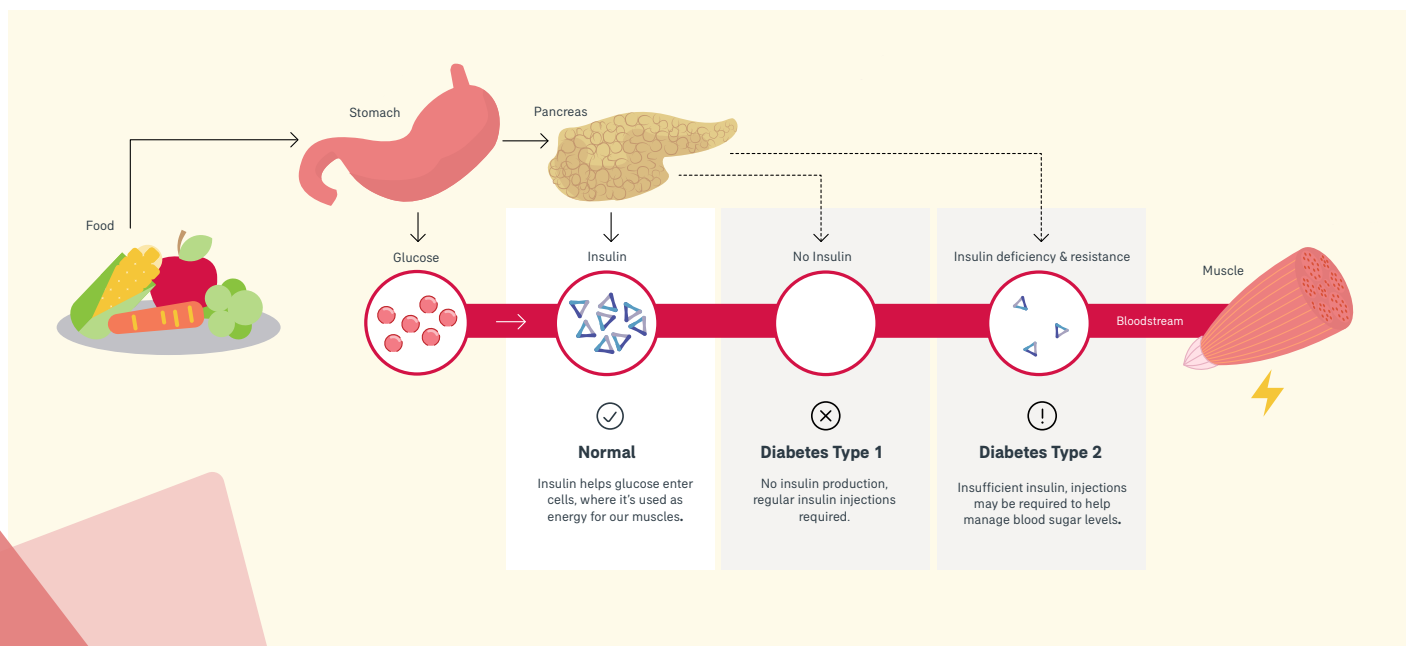 Stomach
Pancreas
Food
Glucose
Insulin
No Insulin
Insulin deficiency & resistance
Muscle
Bloodstream
Normal
Insulin helps glucose enter
cells, where it's used as
energy for our muscles.
Diabetes Type 1
No insulin production,
regular insulin injections
required.
Diabetes Type 2
Insufficient insulin, injections
may be required to help
manage blood sugar levels.